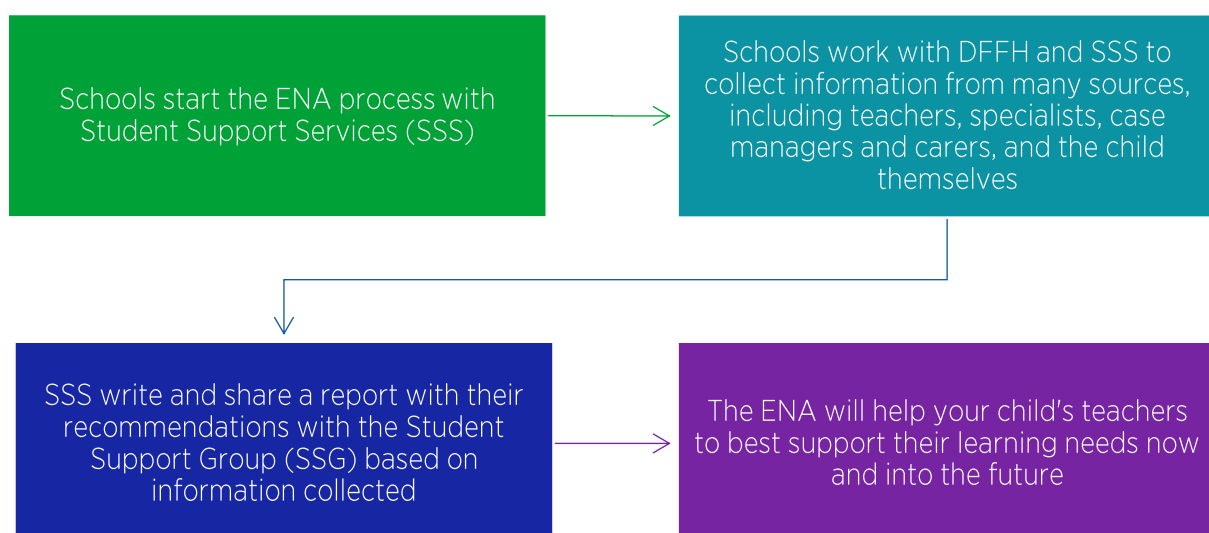 Schools start the ENA process with
Student Support Services (SSS)
Schools work with DFFH and SSS to
collect information from many sources,
including teachers, specialists, case
managers and carers, and the child
themselves
SSS write and share a report with their
recommendations with the Student
Support Group (SSG) based on
information collected
The ENA will help your child's teachers
to best support their learning needs now
and into the future